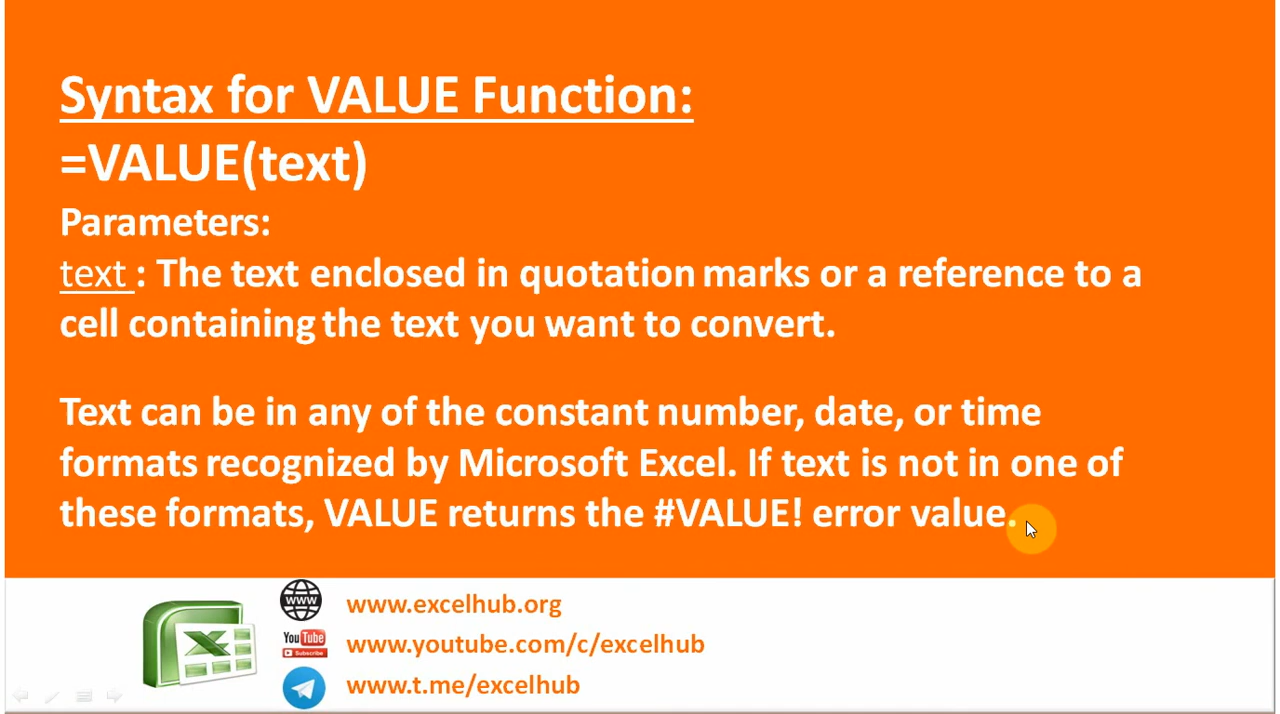 Syntax for VALUE Function:
=VALUE(text)
Parameters:
text : The text enclosed in quotation marks or a reference to a
cell containing the text you want to convert.
Text can be in any of the constant number, date, or time
formats recognized by Microsoft Excel. If text is not in one of
these formats, VALUE returns the #VALUE! error value.
WWW
www.excelhub.org
YouTube
Subscribe
www.youtube.com/c/excelhub
www.t.me/excelhub